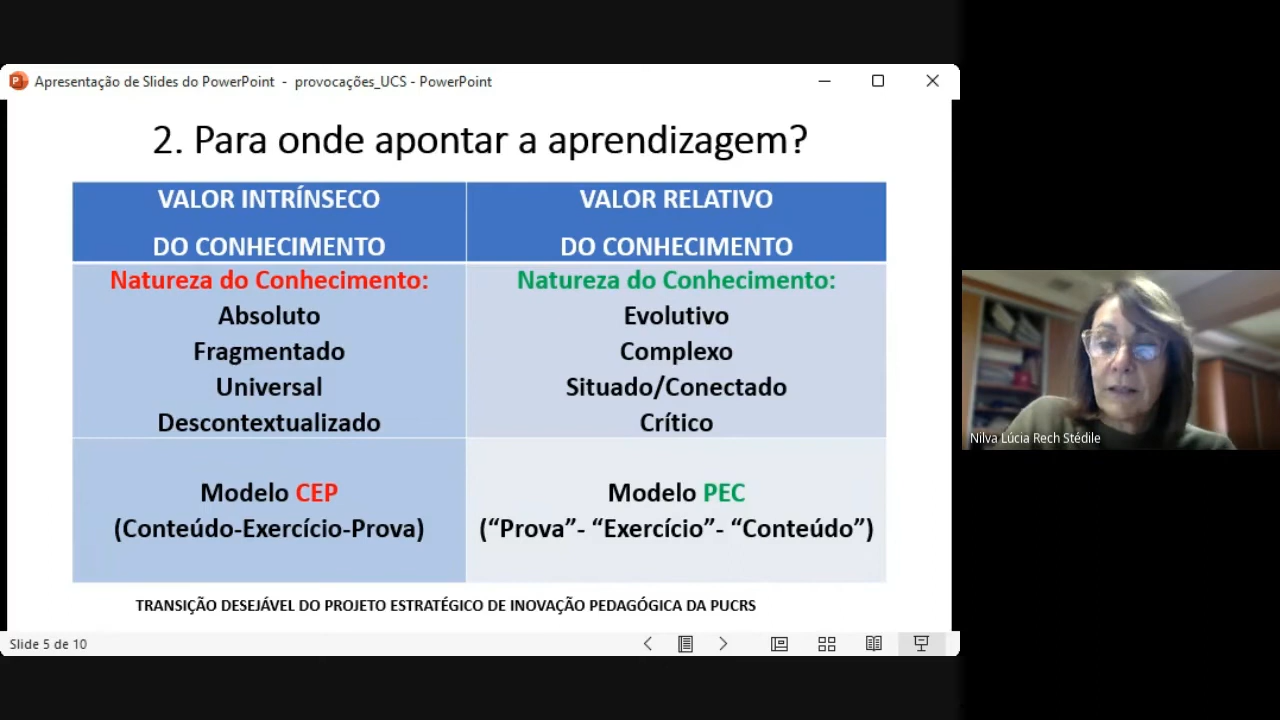 Apresentação de Slides do PowerPoint - provocações_UCS - PowerPoint
2. Para onde apontar a aprendizagem?
VALOR INTRÍNSECO
DO CONHECIMENTO
VALOR RELATIVO
DO CONHECIMENTO
Natureza do Conhecimento:
Absoluto
Fragmentado
Universal
Descontextualizado
Natureza do Conhecimento:
Evolutivo
Complexo
Situado/Conectado
Crítico
Modelo CEP
(Conteúdo-Exercício-Prova)
Modelo PEC
(“Prova”- “Exercício”- “Conteúdo”)
TRANSIÇÃO DESEJÁVEL DO PROJETO ESTRATÉGICO DE INOVAÇÃO PEDAGÓGICA DA PUCRS
Slide 5 de 10
Nilva Lúcia Rech Stédile